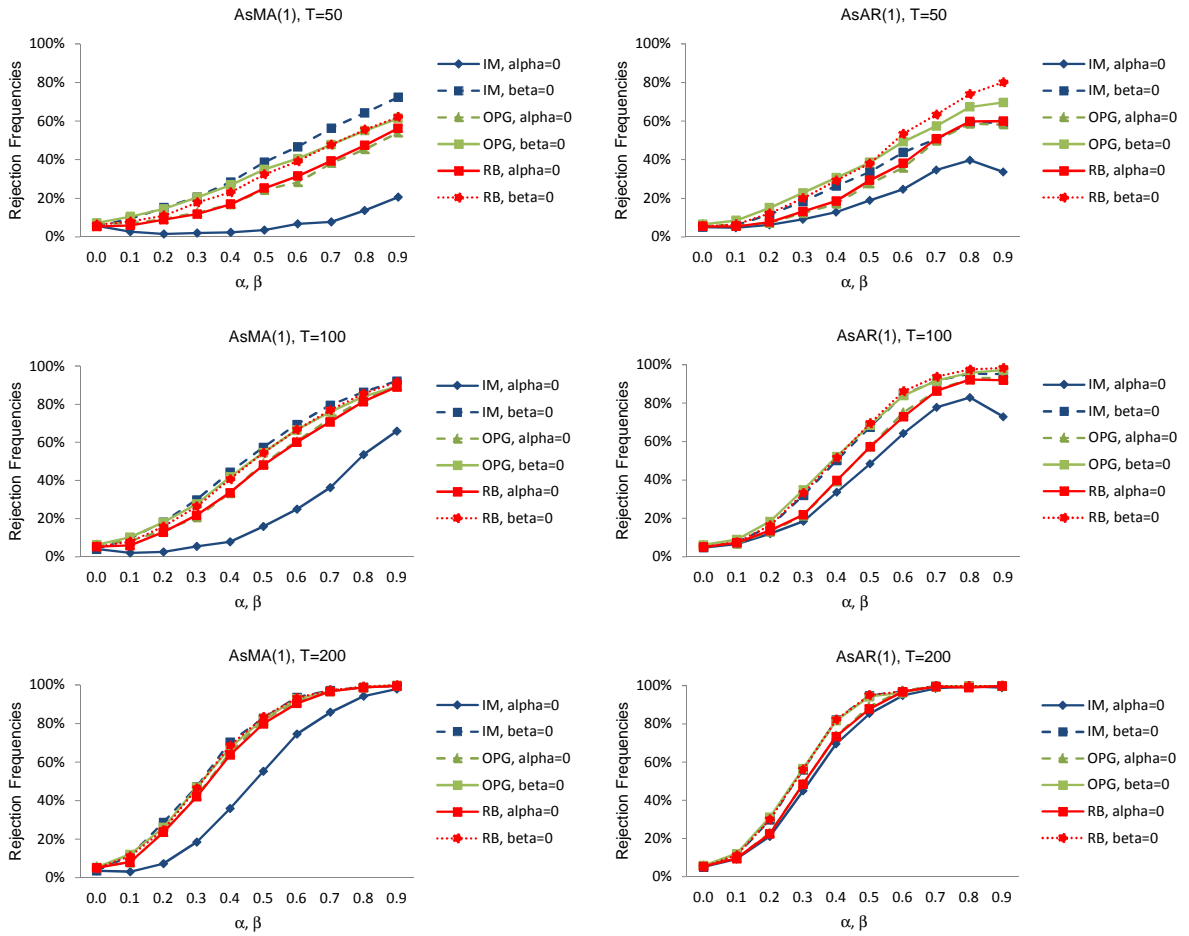 AsMA(1), T=50
Rejection Frequencies
100%
80%
60%
40%
20%
0%
0.0 0.1 0.2 0.3 0.4 0.5 0.6 0.7 0.8 0.9
α, β
IM, alpha=0
IM, beta=0
OPG, alpha=0
OPG, beta=0
RB, alpha=0
RB, beta=0
AsAR(1), T=50
Rejection Frequencies
100%
80%
60%
40%
20%
0%
0.0 0.1 0.2 0.3 0.4 0.5 0.6 0.7 0.8 0.9
α, β
IM, alpha=0
IM, beta=0
OPG, alpha=0
OPG, beta=0
RB, alpha=0
RB, beta=0
AsMA(1), T=100
Rejection Frequencies
100%
80%
60%
40%
20%
0%
0.0 0.1 0.2 0.3 0.4 0.5 0.6 0.7 0.8 0.9
α, β
IM, alpha=0
IM, beta=0
OPG, alpha=0
OPG, beta=0
RB, alpha=0
RB, beta=0
AsAR(1), T=100
Rejection Frequencies
100%
80%
60%
40%
20%
0%
0.0 0.1 0.2 0.3 0.4 0.5 0.6 0.7 0.8 0.9
α, β
IM, alpha=0
IM, beta=0
OPG, alpha=0
OPG, beta=0
RB, alpha=0
RB, beta=0
AsMA(1), T=200
Rejection Frequencies
100%
80%
60%
40%
20%
0%
0.0 0.1 0.2 0.3 0.4 0.5 0.6 0.7 0.8 0.9
α, β
IM, alpha=0
IM, beta=0
OPG, alpha=0
OPG, beta=0
RB, alpha=0
RB, beta=0
AsAR(1), T=200
Rejection Frequencies
100%
80%
60%
40%
20%
0%
0.0 0.1 0.2 0.3 0.4 0.5 0.6 0.7 0.8 0.9
α, β
IM, alpha=0
IM, beta=0
OPG, alpha=0
OPG, beta=0
RB, alpha=0
RB, beta=0